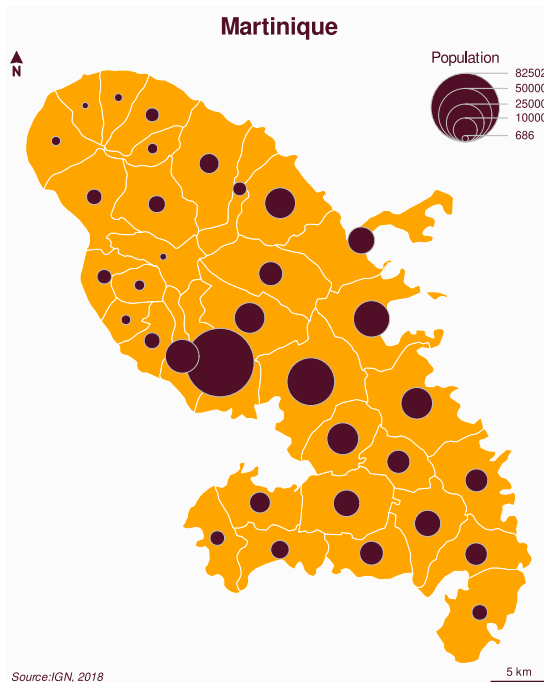 Martinique
N
Population
82502
50000
25000
10000
686
Source:IGN, 2018
5 km